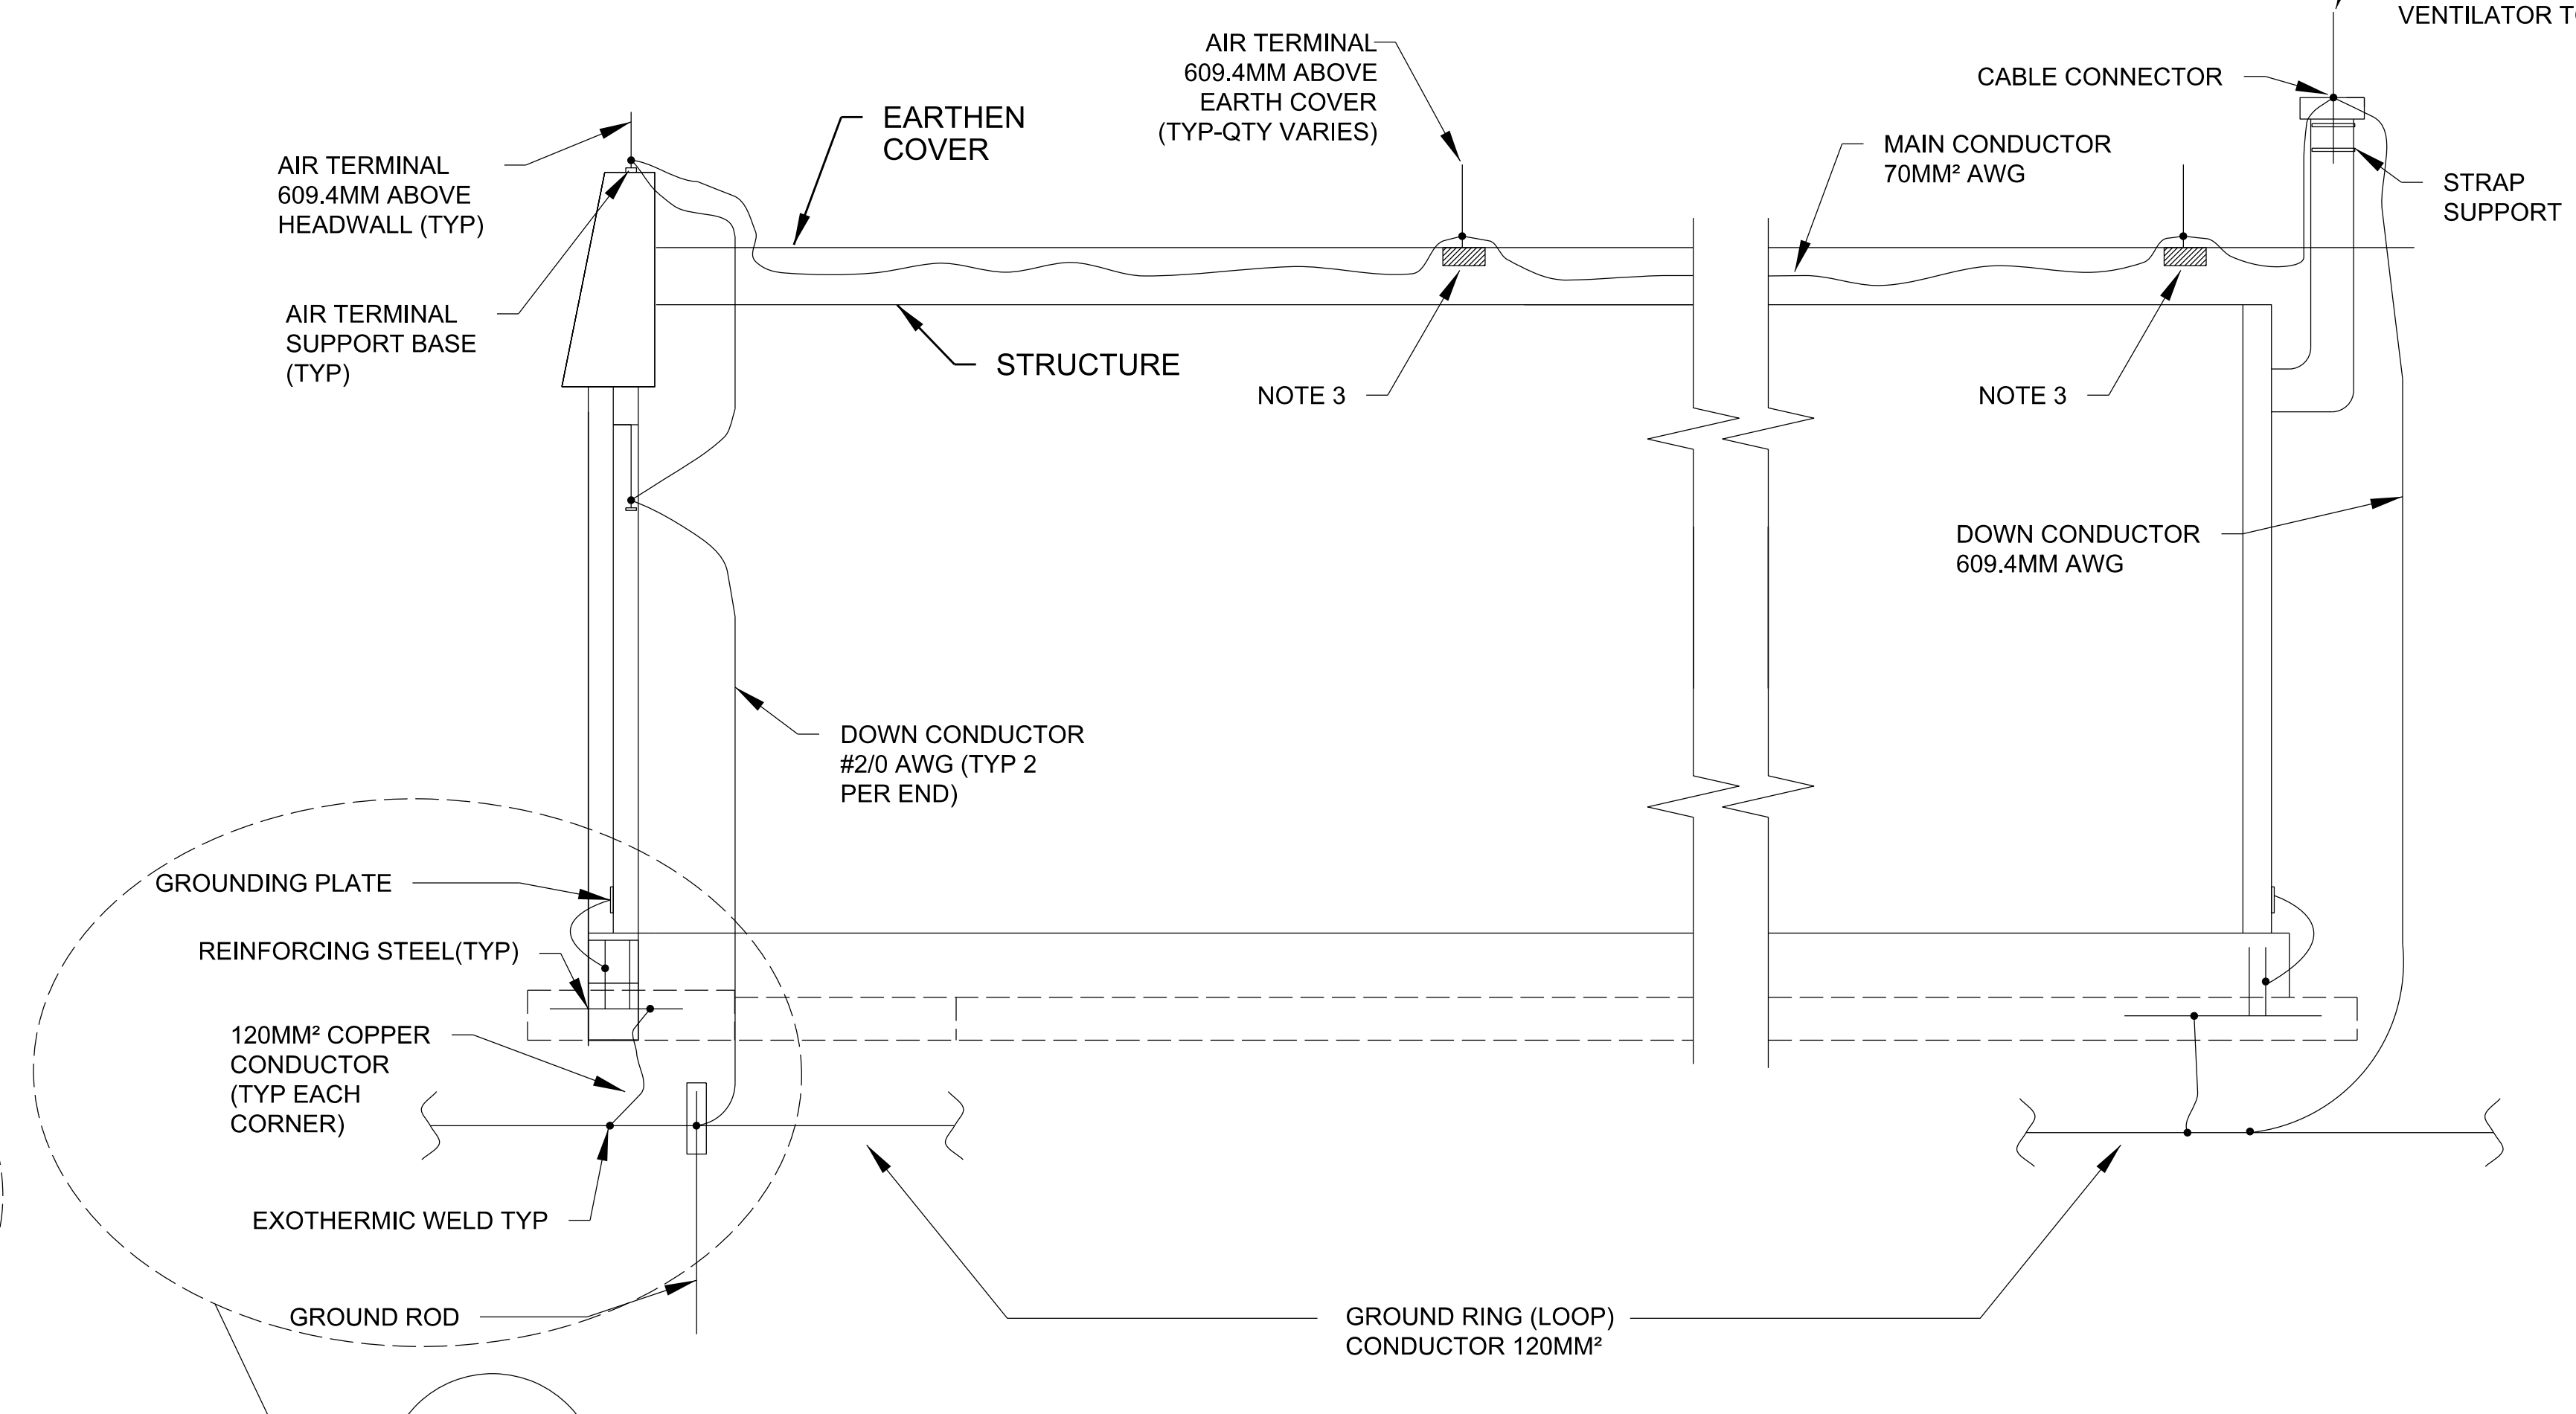 VENTILATOR
AIR TERMINAL
609.4MM ABOVE
EARTH COVER
(TYP-QTY VARIES)
CABLE CONNECTOR
EARTHEN
COVER
MAIN CONDUCTOR
70MM² AWG
AIR TERMINAL
609.4MM ABOVE
HEADWALL (TYP)
STRAP
SUPPORT
AIR TERMINAL
SUPPORT BASE
(TYP)
STRUCTURE
NOTE 3
NOTE 3
DOWN CONDUCTOR
609.4MM AWG
DOWN CONDUCTOR
#2/0 AWG (TYP 2
PER END)
GROUNDING PLATE
REINFORCING STEEL(TYP)
120MM² COPPER
CONDUCTOR
(TYP EACH
CORNER)
EXOTHERMIC WELD TYP
GROUND ROD
GROUND RING (LOOP)
CONDUCTOR 120MM²